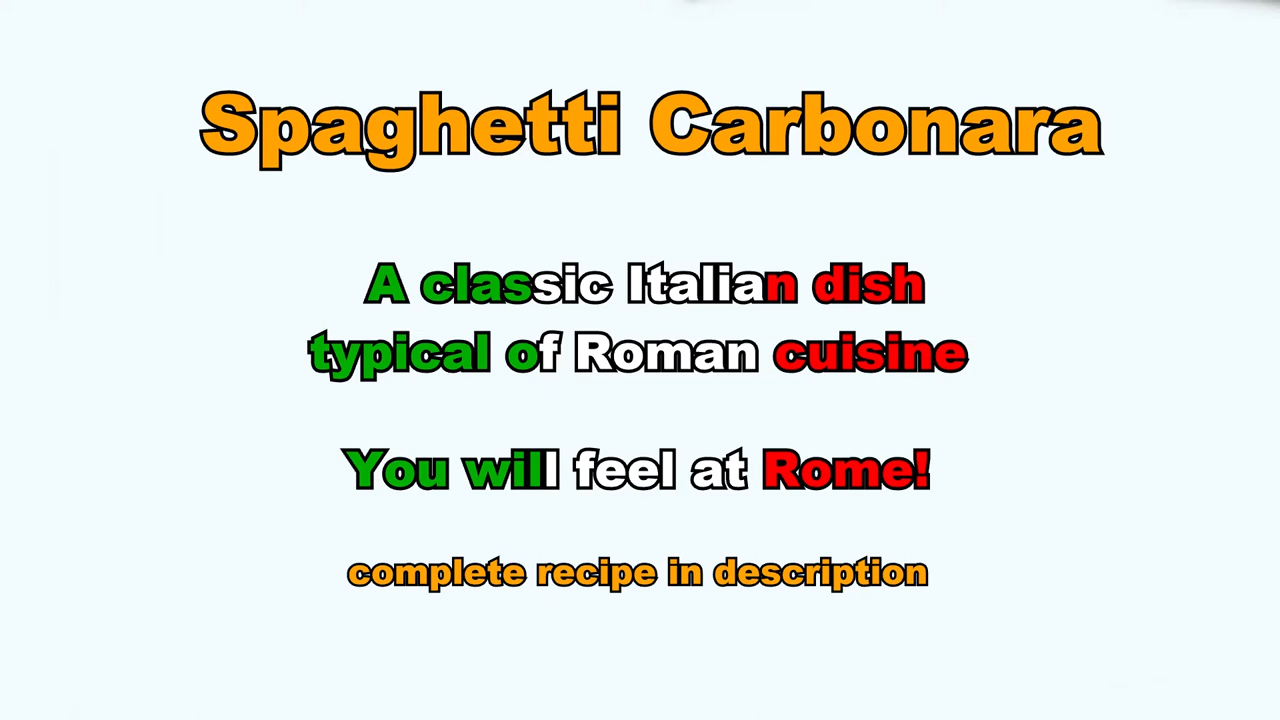 Spaghetti Carbonara
A classic Italian dish
typical of Roman cuisine
You will feel at Rome!
complete recipe in description